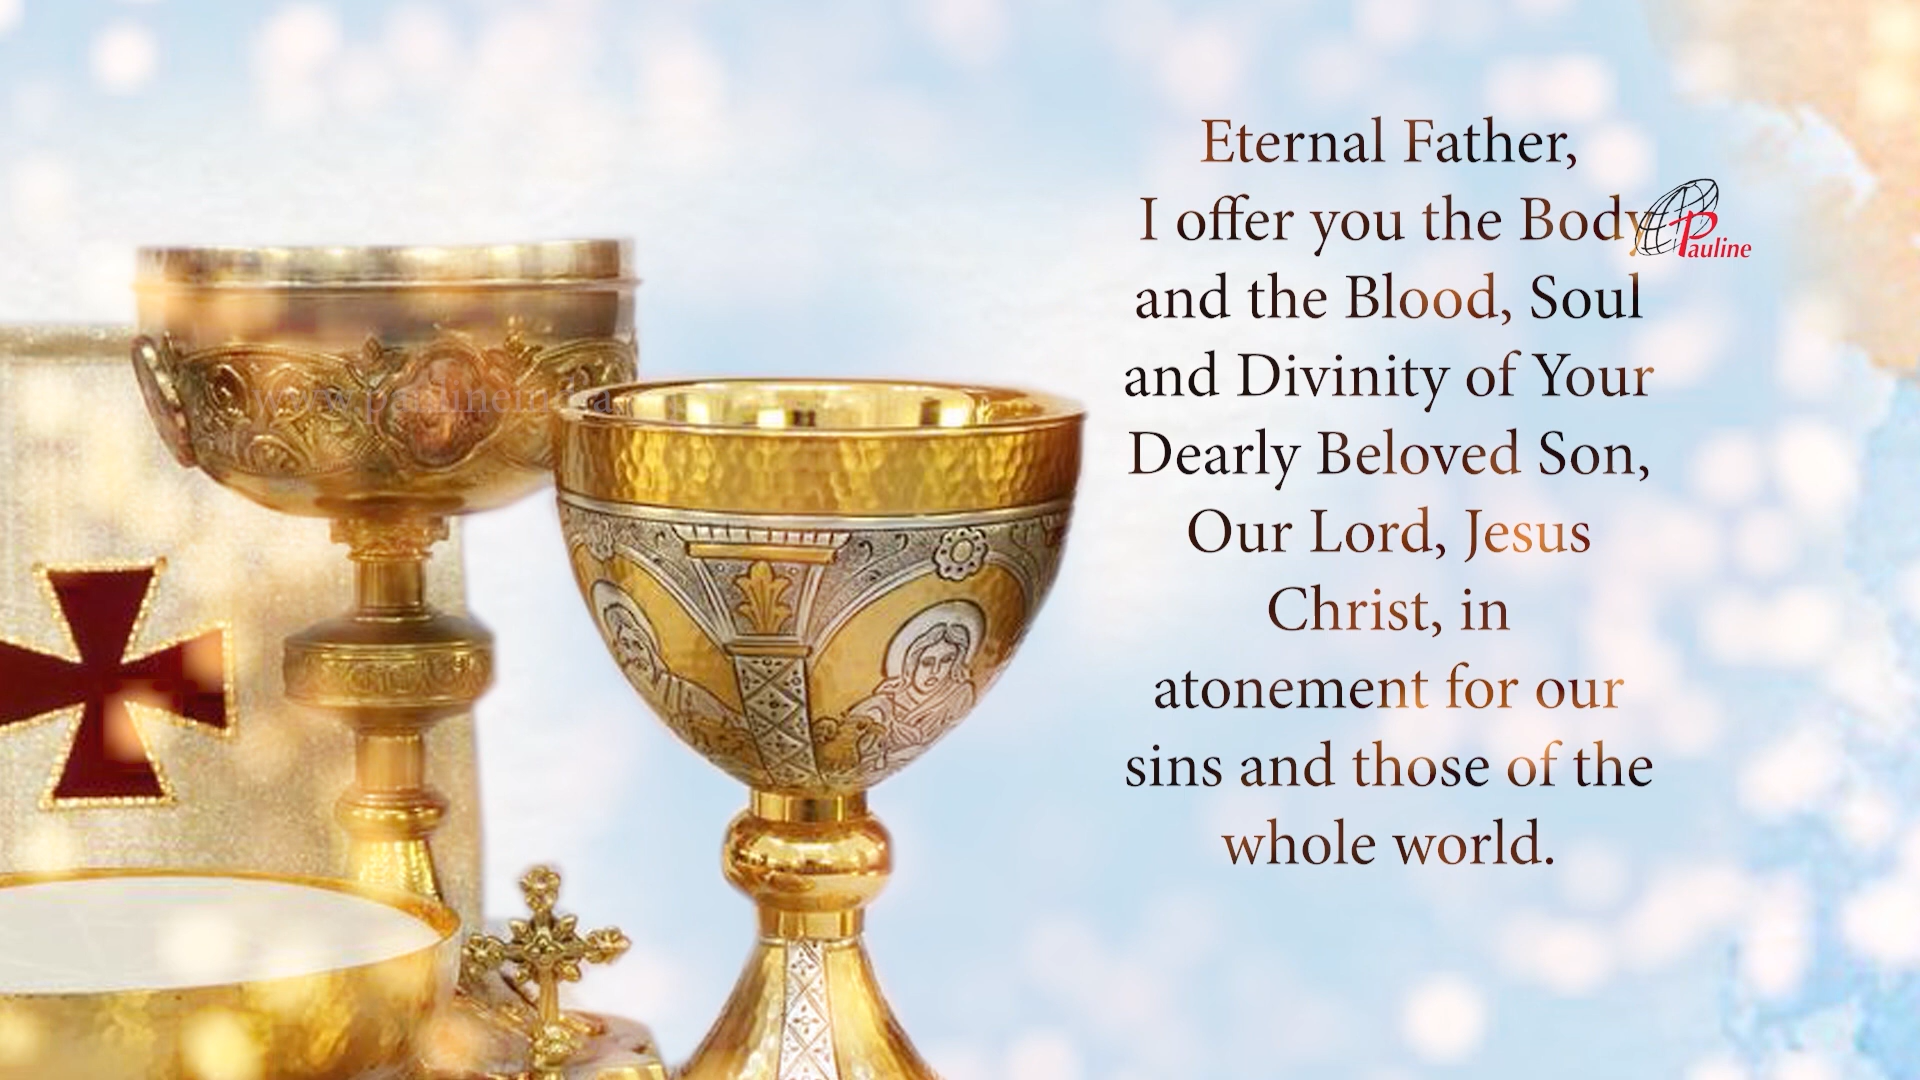 Eternal Father,
I offer you the Body
and the Blood, Soul
and Divinity of Your
Dearly Beloved Son,
Our Lord, Jesus
Christ, in
atonement for our
sins and those of the
whole world.
Pauline